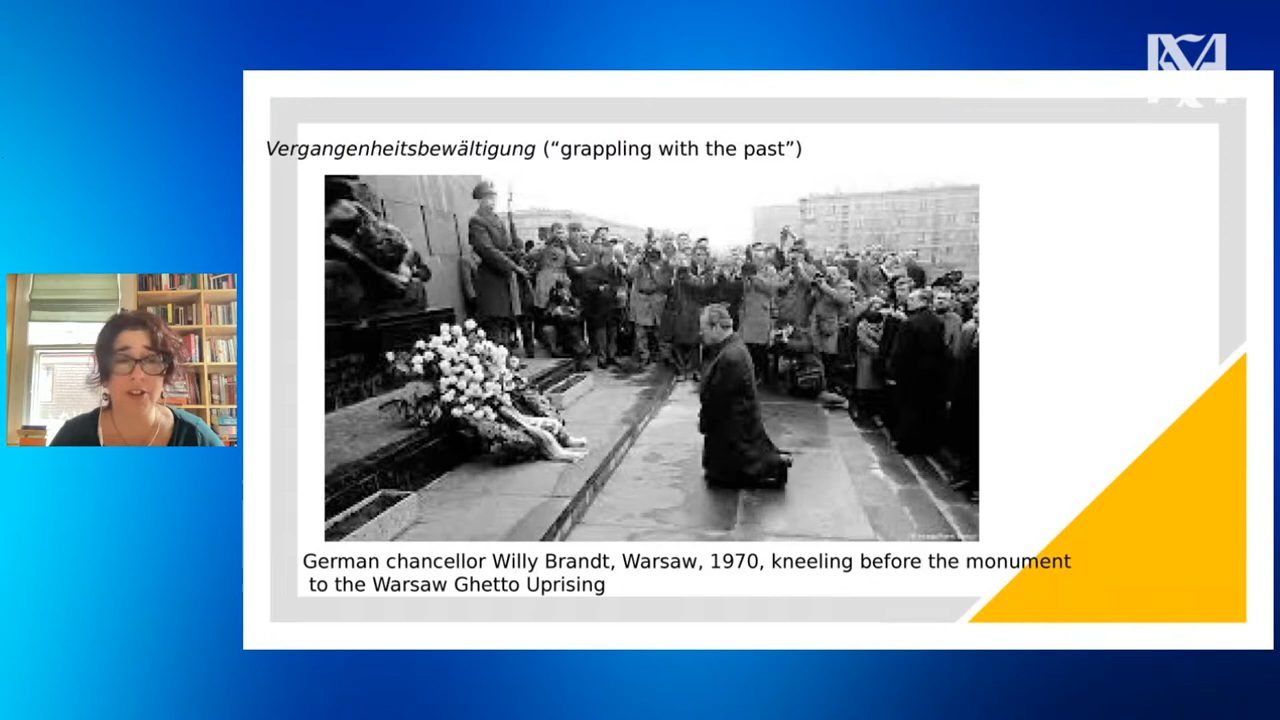 Vergangenheitsbewältigung (“grappling with the past”)
German chancellor Willy Brandt, Warsaw, 1970, kneeling before the monument
to the Warsaw Ghetto Uprising